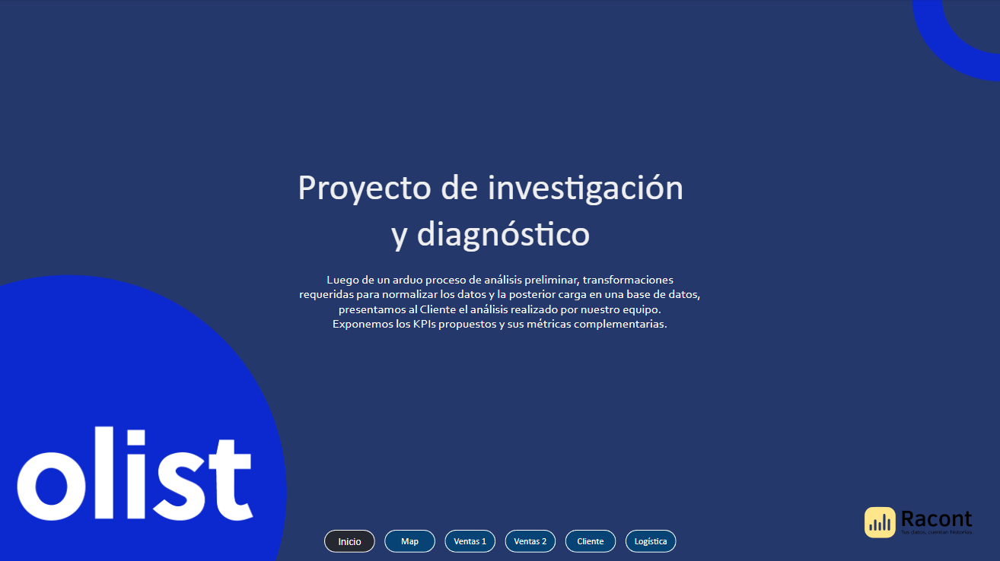 Proyecto de investigación
y diagnóstico
Luego de un arduo proceso de análisis preliminar, transformaciones
requeridas para normalizar los datos y la posterior carga en una base de datos,
presentamos al Cliente el análisis realizado por nuestro equipo.
Exponemos los KPIs propuestos y sus métricas complementarias.
olist
Racont
Tus datos, cuentan historias
Inicio
Map
Ventas 1
Ventas 2
Cliente
Logística